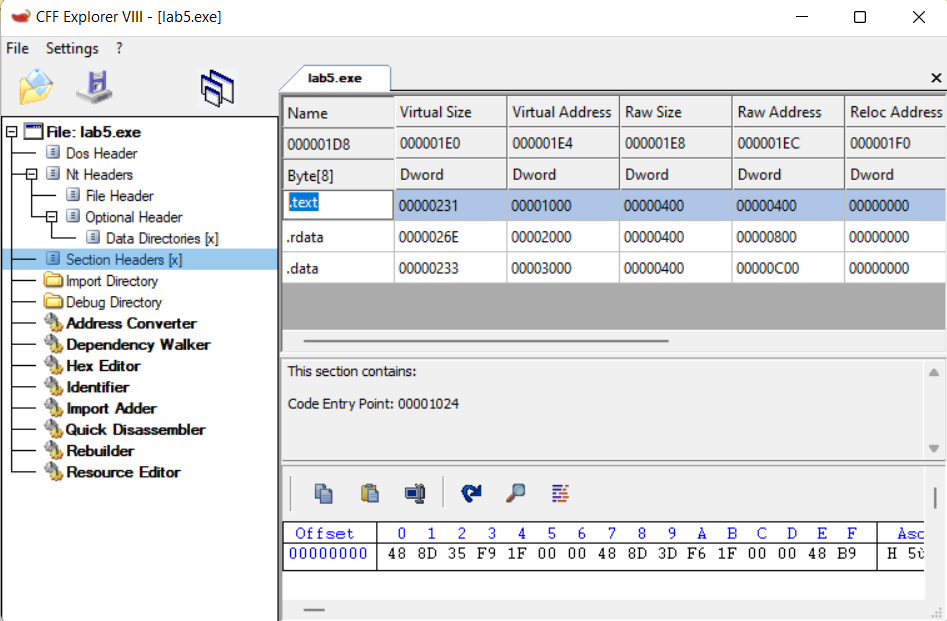 CFF Explorer VIII - [lab5.exe]
File Settings ?
lab5.exe
File: lab5.exe
Dos Header
Nt Headers
File Header
Optional Header
Data Directories [x]
Section Headers [x]
Import Directory
Debug Directory
Address Converter
Dependency Walker
Hex Editor
Identifier
Import Adder
Quick Disassembler
Rebuilder
Resource Editor
Name Virtual Size Virtual Address Raw Size Raw Address Reloc Address
000001D8 000001E0 000001E4 000001E8 000001EC 000001F0
Byte[8] Dword Dword Dword Dword Dword
.text 00000231 00001000 00000400 00000400 00000000
.rdata 0000026E 00002000 00000400 00000800 00000000
.data 00000233 00003000 00000400 00000C00 00000000
This section contains:
Code Entry Point: 00001024
Offset 0 1 2 3 4 5 6 7 8 9 A B C D E F Asc
00000000 48 8D 35 F9 1F 00 00 48 8D 3D F6 1F 00 00 48 B9 H 5ù